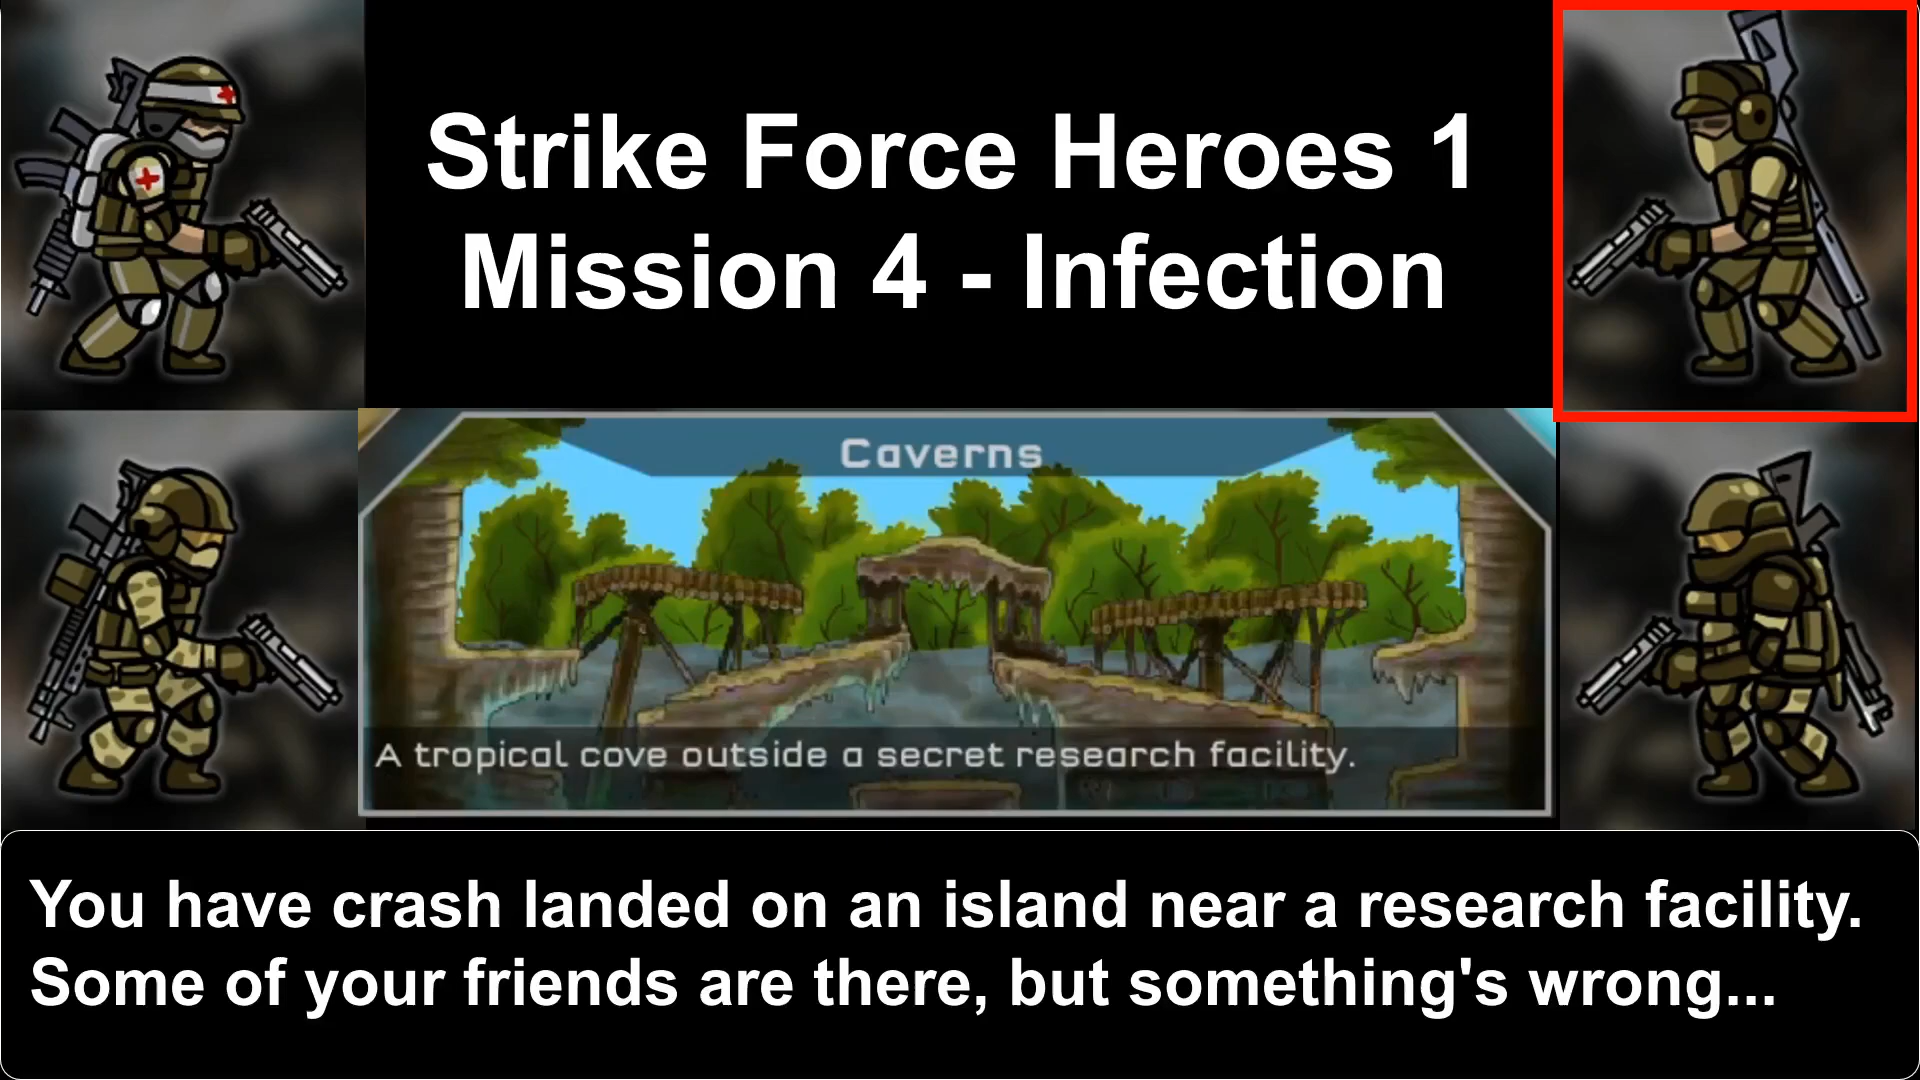 Strike Force Heroes 1
Mission 4 - Infection
Caverns
A tropical cove outside a secret research facility.
You have crash landed on an island near a research facility.
Some of your friends are there, but something's wrong...